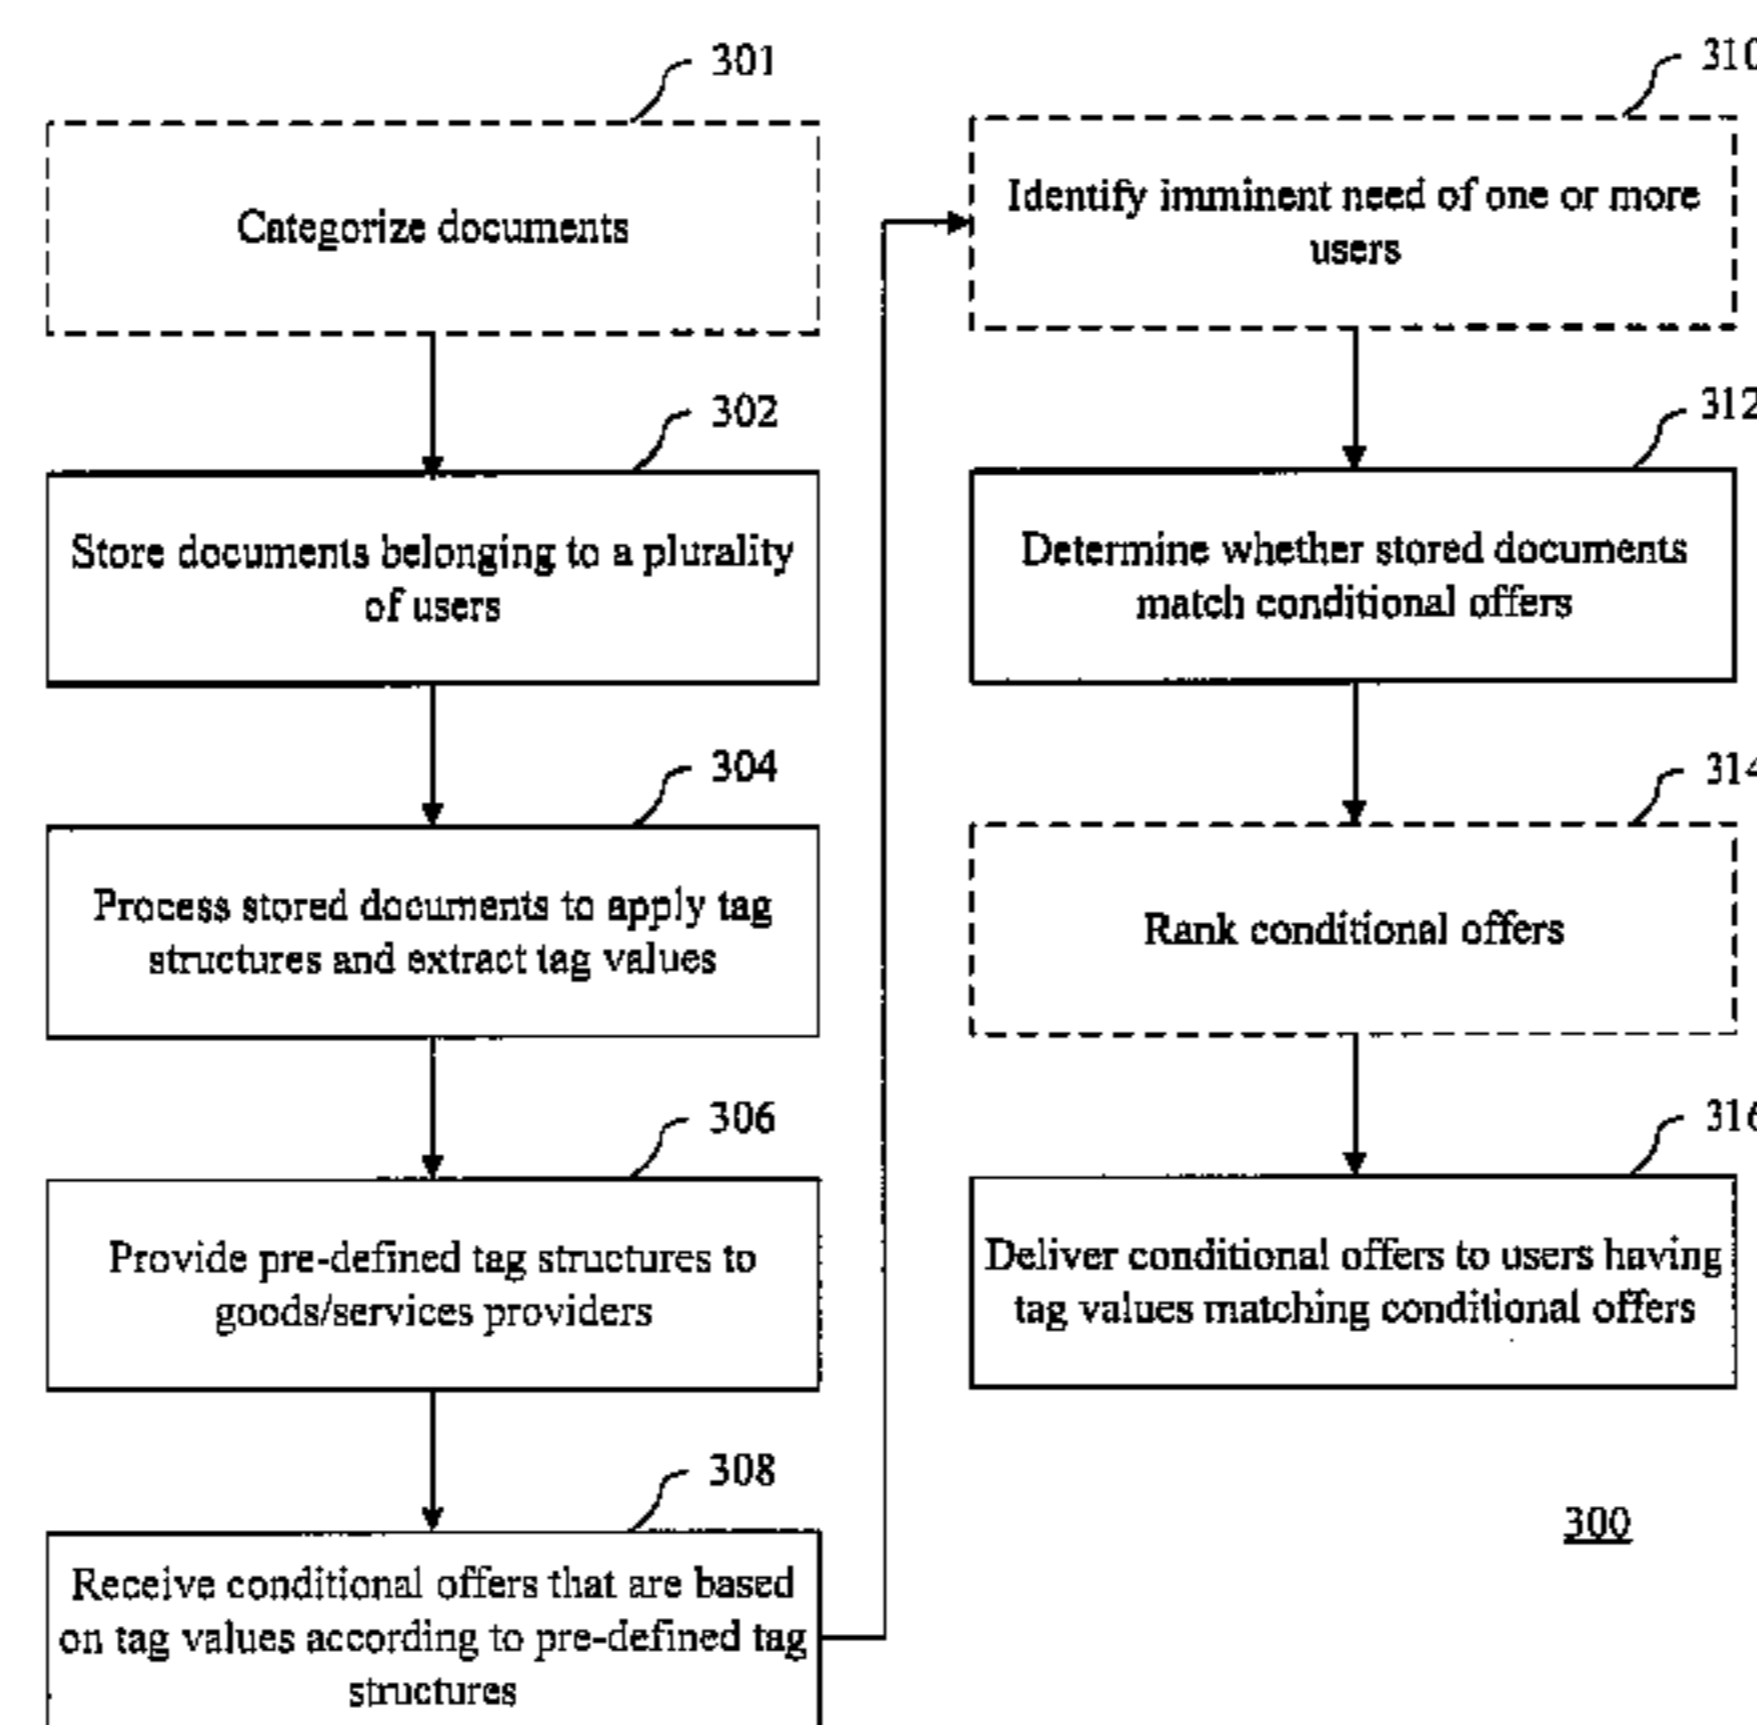 301
Categorize documents
302
Store documents belonging to a plurality
of users
304
Process stored documents to apply tag
structures and extract tag values
306
Provide pre-defined tag structures to
goods/services providers
308
Receive conditional offers that are based
on tag values according to pre-defined tag
structures
310
Identify imminent need of one or more
users
312
Determine whether stored documents
match conditional offers
314
Rank conditional offers
316
Deliver conditional offers to users having
tag values matching conditional offers
300